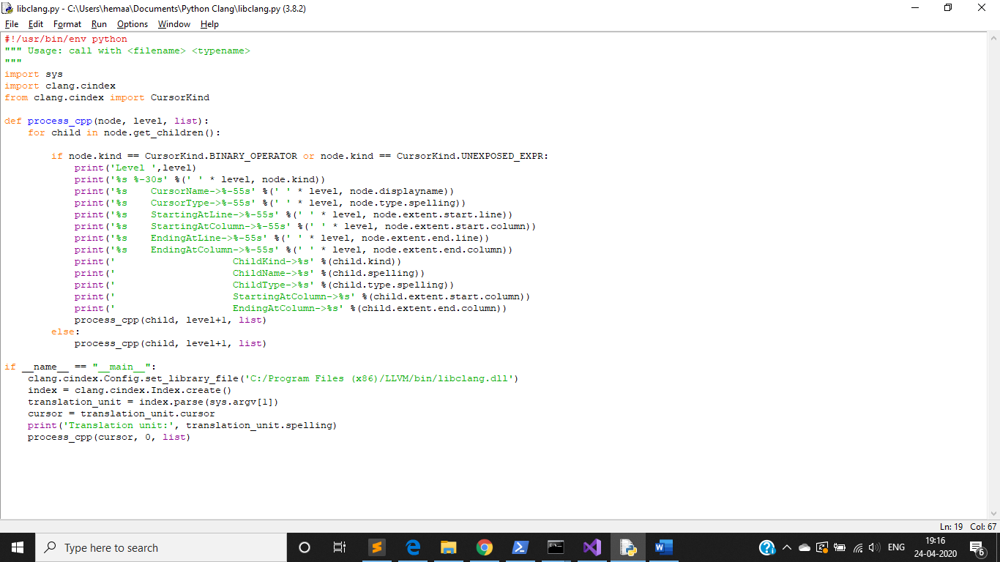 libclang.py - C:\Users\hemaa\Documents\Python Clang\libclang.py (3.8.2)
File Edit Format Run Options Window Help
#!/usr/bin/env python
""" Usage: call with <filename> <typename>
"""
import sys
import clang.cindex
from clang.cindex import CursorKind

def process_cpp(node, level, list):
    for child in node.get_children():

        if node.kind == CursorKind.BINARY_OPERATOR or node.kind == CursorKind.UNEXPOSED_EXPR:
            print('Level ',level)
            print('%s %-30s' %(' ' * level, node.kind))
            print('%s    CursorName->%-55s' %(' ' * level, node.displayname))
            print('%s    CursorType->%-55s' %(' ' * level, node.type.spelling))
            print('%s    StartingAtLine->%-55s' %(' ' * level, node.extent.start.line))
            print('%s    StartingAtColumn->%-55s' %(' ' * level, node.extent.start.column))
            print('%s    EndingAtLine->%-55s' %(' ' * level, node.extent.end.line))
            print('%s    EndingAtColumn->%-55s' %(' ' * level, node.extent.end.column))
            print('                    ChildKind->%s' %(child.kind))
            print('                    ChildName->%s' %(child.spelling))
            print('                    ChildType->%s' %(child.type.spelling))
            print('                    StartingAtColumn->%s' %(child.extent.start.column))
            print('                    EndingAtColumn->%s' %(child.extent.end.column))
            process_cpp(child, level+1, list)
        else:
            process_cpp(child, level+1, list)

if __name__ == "__main__":
    clang.cindex.Config.set_library_file('C:/Program Files (x86)/LLVM/bin/libclang.dll')
    index = clang.cindex.Index.create()
    translation_unit = index.parse(sys.argv[1])
    cursor = translation_unit.cursor
    print('Translation unit:', translation_unit.spelling)
    process_cpp(cursor, 0, list)
Ln: 19 Col: 67
Type here to search
ENG
19:16
24-04-2020
6